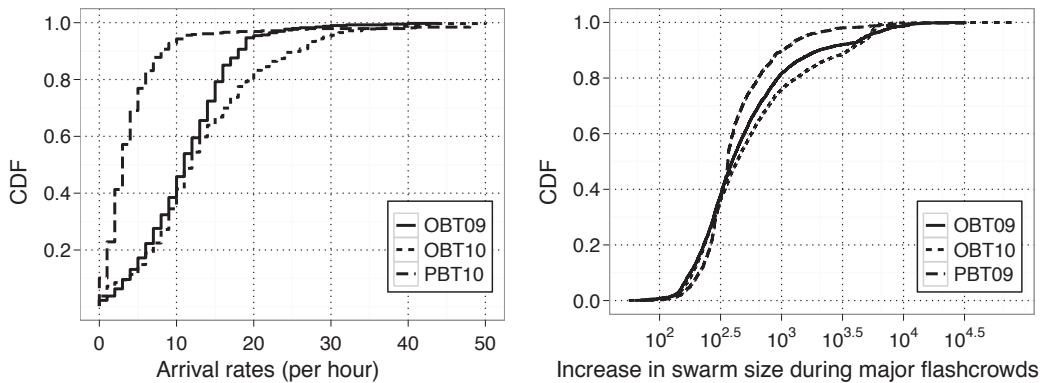 1.0
0.8
0.6
0.4
0.2
CDF
0
10
20
30
40
50
Arrival rates (per hour)
OBT09
OBT10
PBT10
1.0
0.8
0.6
0.4
0.2
0.0
CDF
10^2
10^2.5
10^3
10^3.5
10^4
10^4.5
Increase in swarm size during major flashcrowds
OBT09
OBT10
PBT09